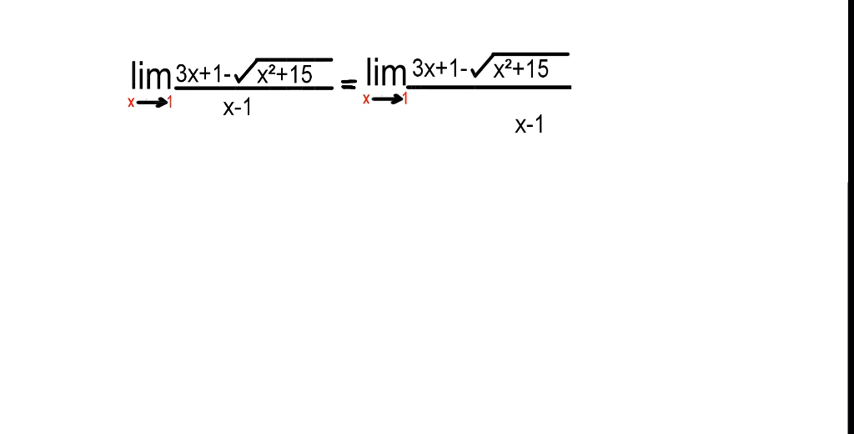 lim 3x+1-√x²+15 = lim 3x+1-√x²+15
x→1 x-1 x→1 x-1